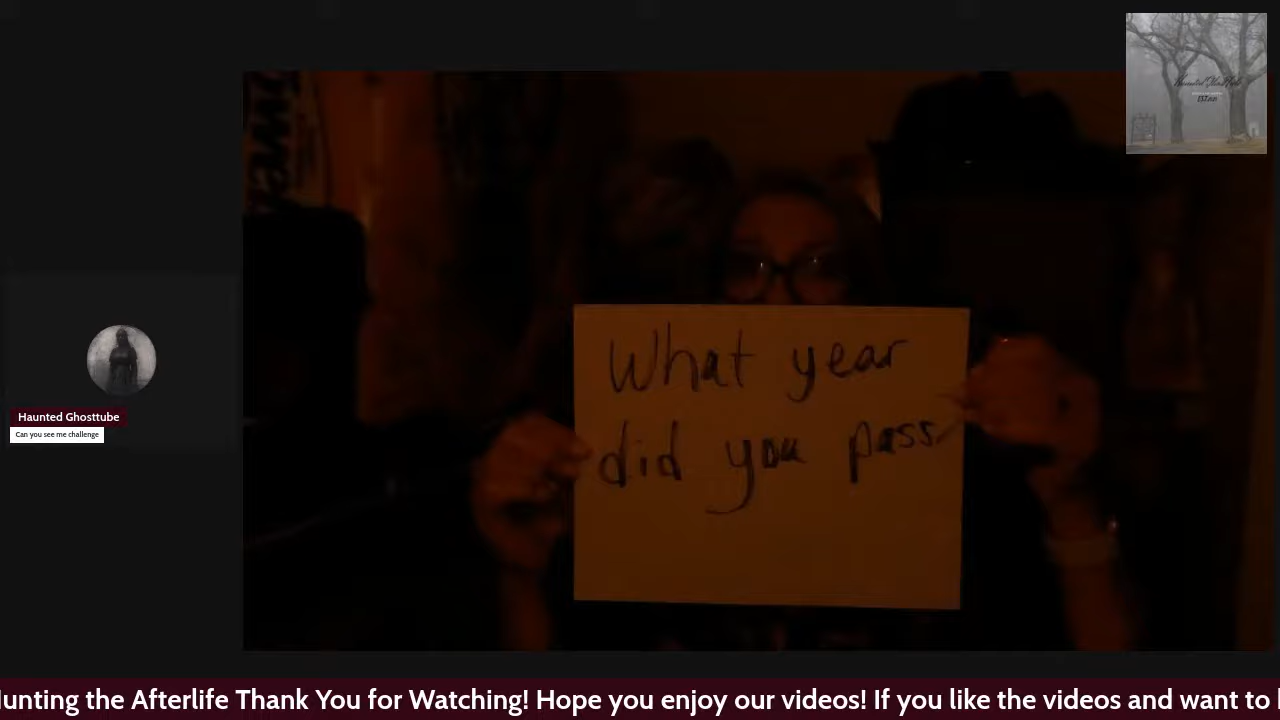 What year
did you pass
Haunted Ghosttube
Can you see me challenge
unting the Afterlife Thank You for Watching! Hope you enjoy our videos! If you like the videos and want to